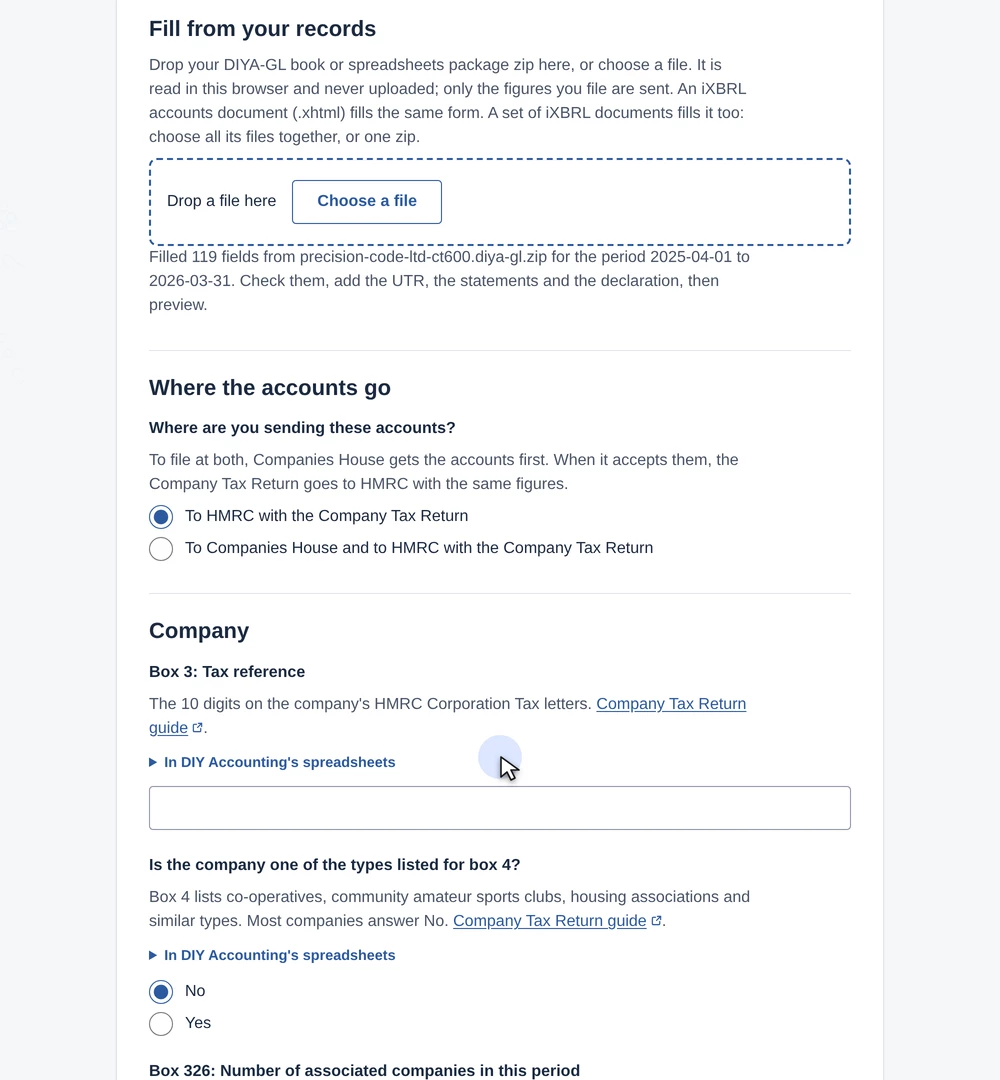 Fill from your records
Drop your DIYA-GL book or spreadsheets package zip here, or choose a file. It is
read in this browser and never uploaded; only the figures you file are sent. An iXBRL
accounts document (.xhtml) fills the same form. A set of iXBRL documents fills it too:
choose all its files together, or one zip.
Drop a file here
Choose a file
Filled 119 fields from precision-code-ltd-ct600.diya-gl.zip for the period 2025-04-01 to
2026-03-31. Check them, add the UTR, the statements and the declaration, then
preview.
Where the accounts go
Where are you sending these accounts?
To file at both, Companies House gets the accounts first. When it accepts them, the
Company Tax Return goes to HMRC with the same figures.
To HMRC with the Company Tax Return
To Companies House and to HMRC with the Company Tax Return
Company
Box 3: Tax reference
The 10 digits on the company's HMRC Corporation Tax letters. Company Tax Return
guide.
In DIY Accounting's spreadsheets
Is the company one of the types listed for box 4?
Box 4 lists co-operatives, community amateur sports clubs, housing associations and
similar types. Most companies answer No. Company Tax Return guide.
In DIY Accounting's spreadsheets
No
Yes
Box 326: Number of associated companies in this period